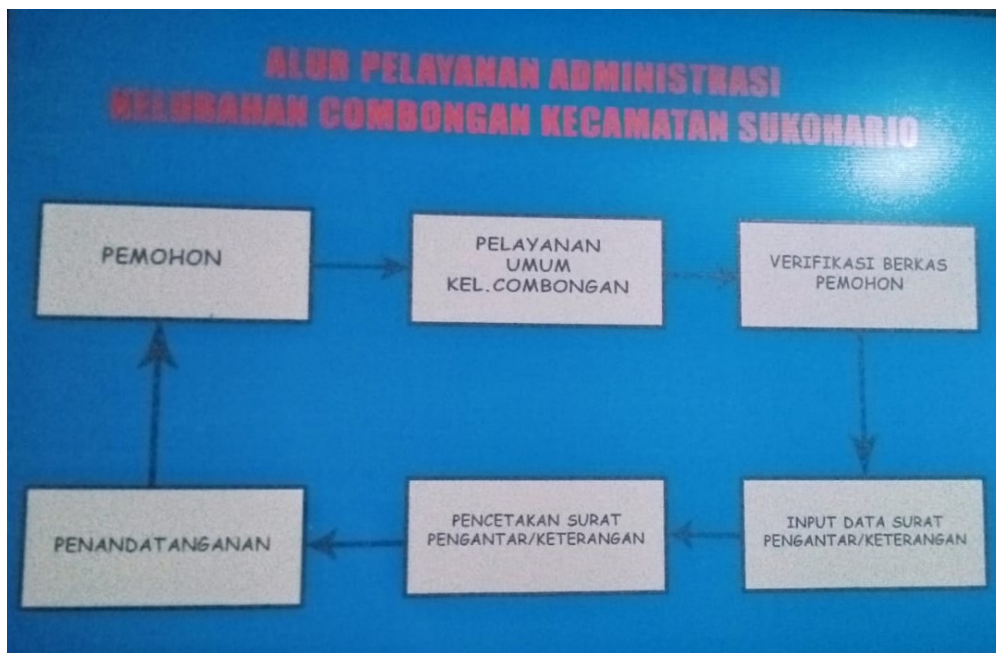 ALUR PELAYANAN ADMINISTRASI
KELURAHAN COMBONGAN KECAMATAN SUKOHARJO
PEMOHON
PELAYANAN
UMUM
KEL.COMBONGAN
VERIFIKASI BERKAS
PEMOHON
INPUT DATA SURAT
PENGANTAR/KETERANGAN
PENCETAKAN SURAT
PENGANTAR/KETERANGAN
PENANDATANGANAN